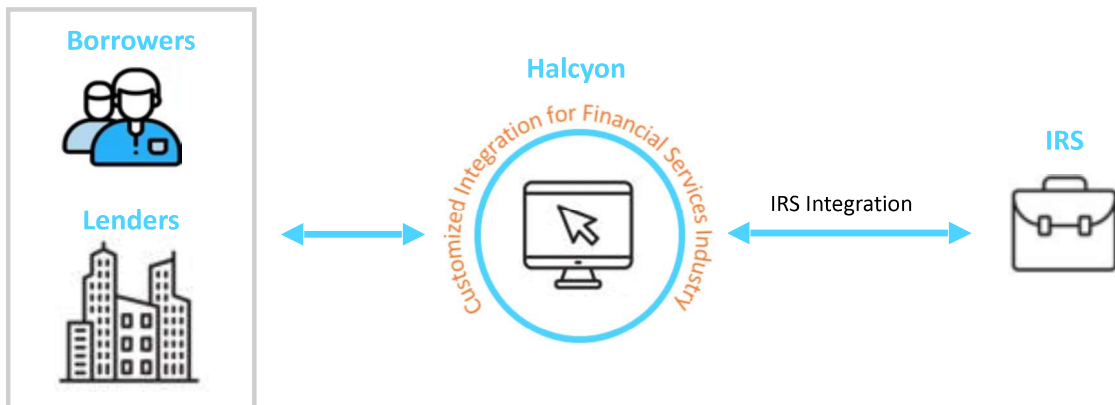 Borrowers
Lenders
Halcyon
Customized Integration for Financial Services Industry
IRS Integration
IRS